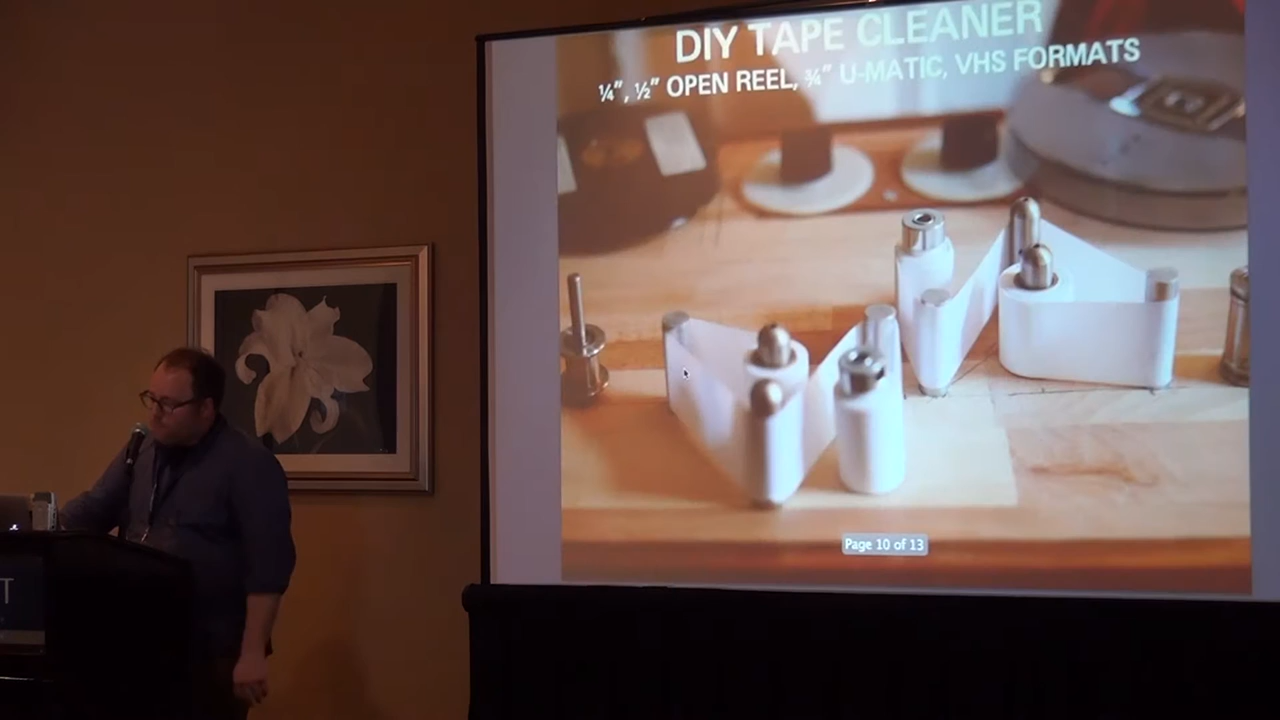 DIY TAPE CLEANER
¼", ½" OPEN REEL, ¾" U-MATIC, VHS FORMATS
Page 10 of 13
T